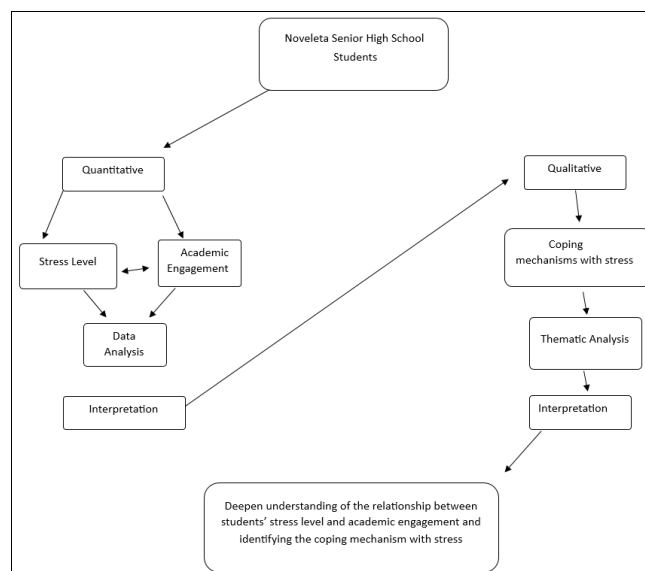 Noveleta Senior High School
Students
Quantitative
Qualitative
Stress Level
Academic
Engagement
Coping
mechanisms with stress
Data
Analysis
Thematic Analysis
Interpretation
Interpretation
Deepen understanding of the relationship between
students’ stress level and academic engagement and
identifying the coping mechanism with stress